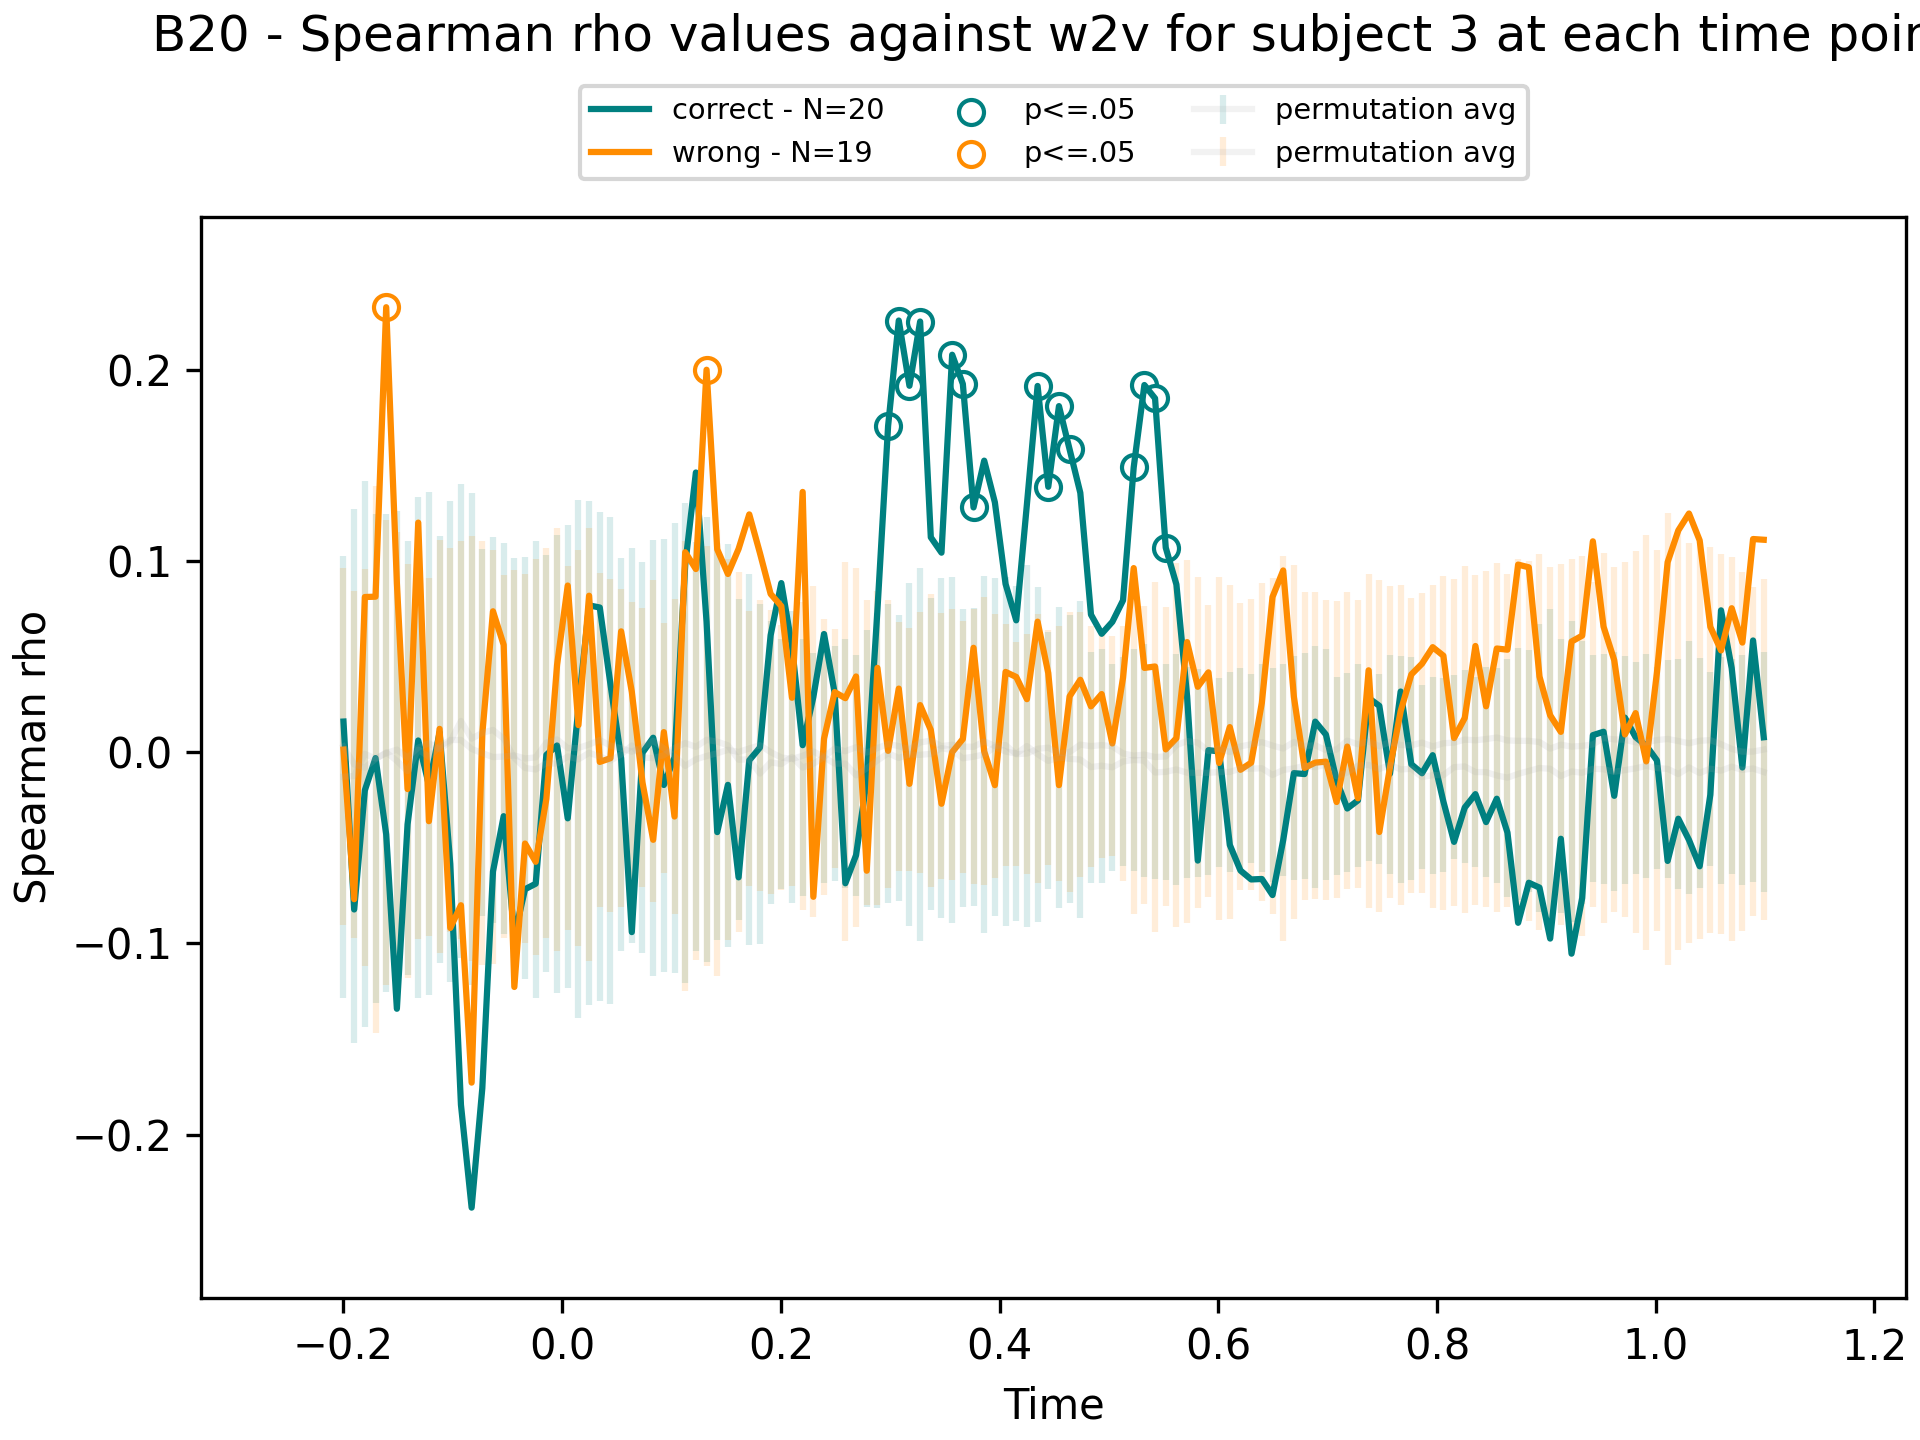 B20 - Spearman rho values against w2v for subject 3 at each time poin
correct - N=20
wrong - N=19
p<=.05
p<=.05
permutation avg
permutation avg
Spearman rho
0.2
0.1
0.0
−0.1
−0.2
−0.2 0.0 0.2 0.4 0.6 0.8 1.0 1.2
Time